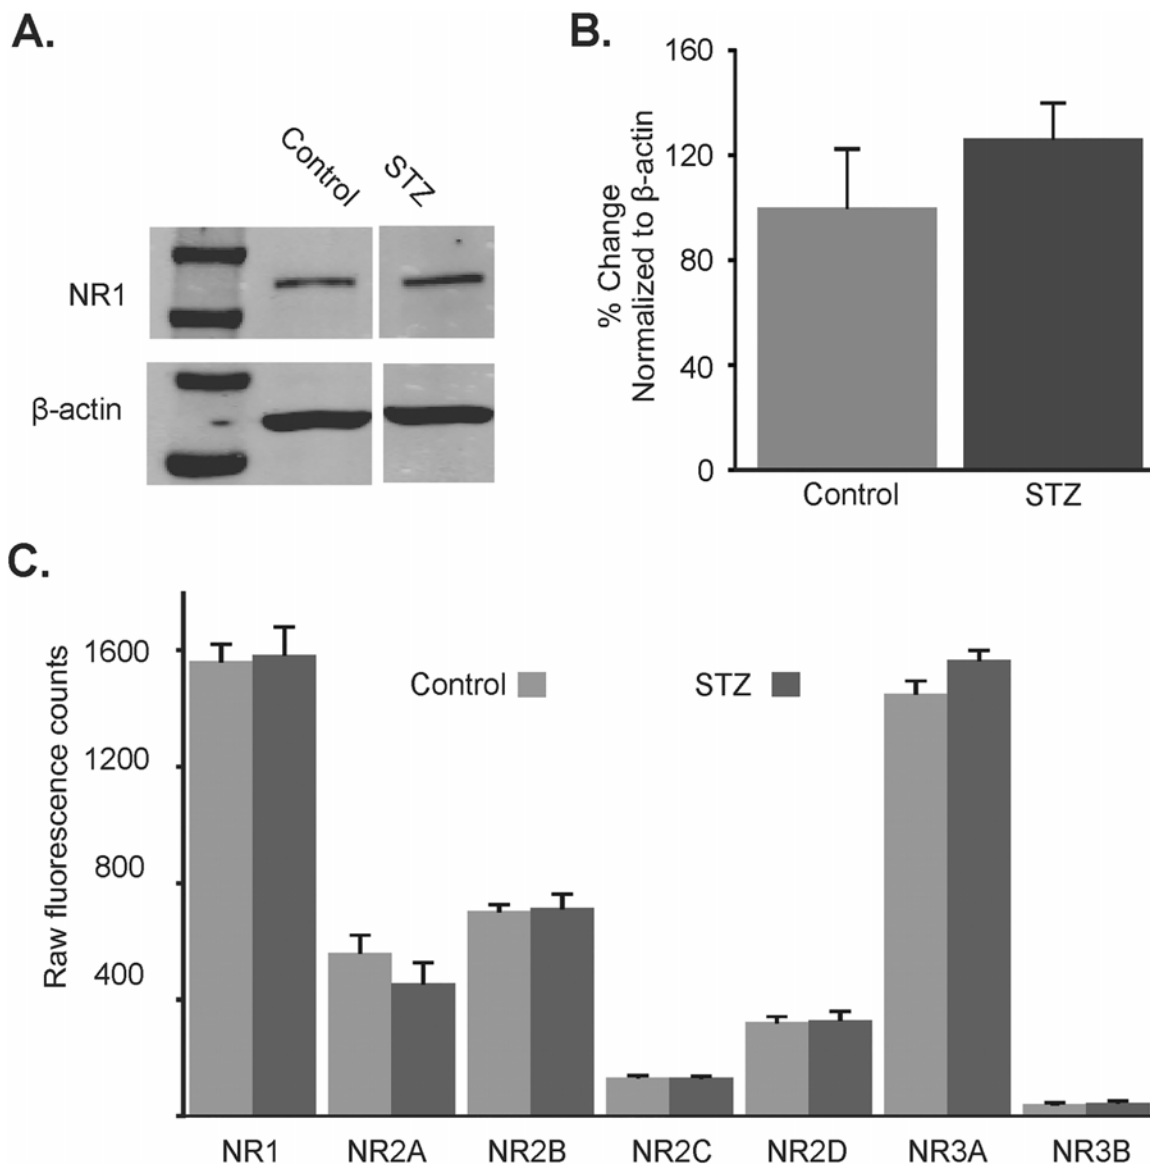 A.
Control
STZ
NR1
β-actin
B.
% Change
Normalized to β-actin
160
120
80
40
0
Control
STZ
C.
Raw fluorescence counts
1600
1200
800
400
Control
STZ
NR1
NR2A
NR2B
NR2C
NR2D
NR3A
NR3B